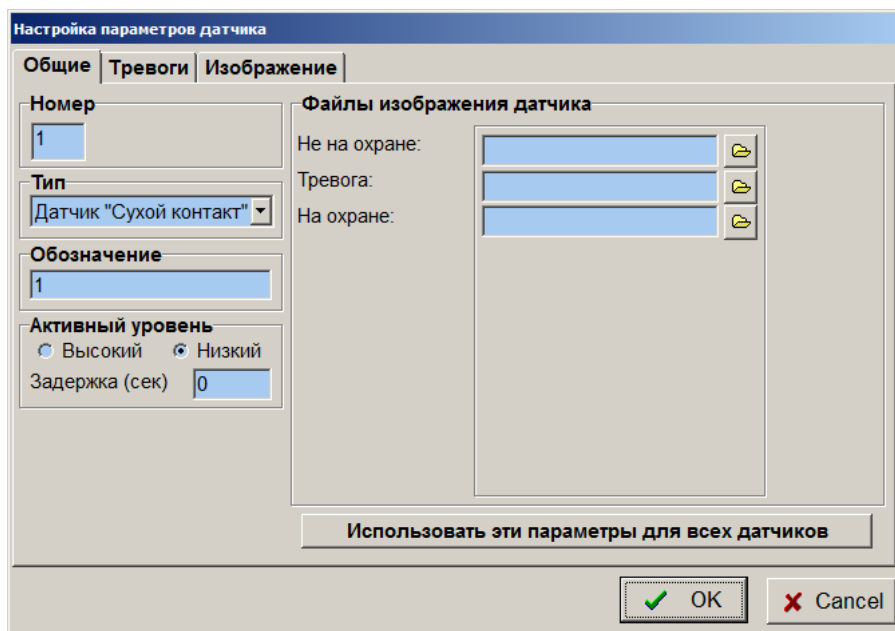 Настройка параметров датчика
Общие Тревоги Изображение
Номер
1
Тип
Датчик "Сухой контакт"
Обозначение
1
Активный уровень
Высокий Низкий
Задержка (сек) 0
Файлы изображения датчика
Не на охране:
Тревога:
На охране:
Использовать эти параметры для всех датчиков
OK Cancel